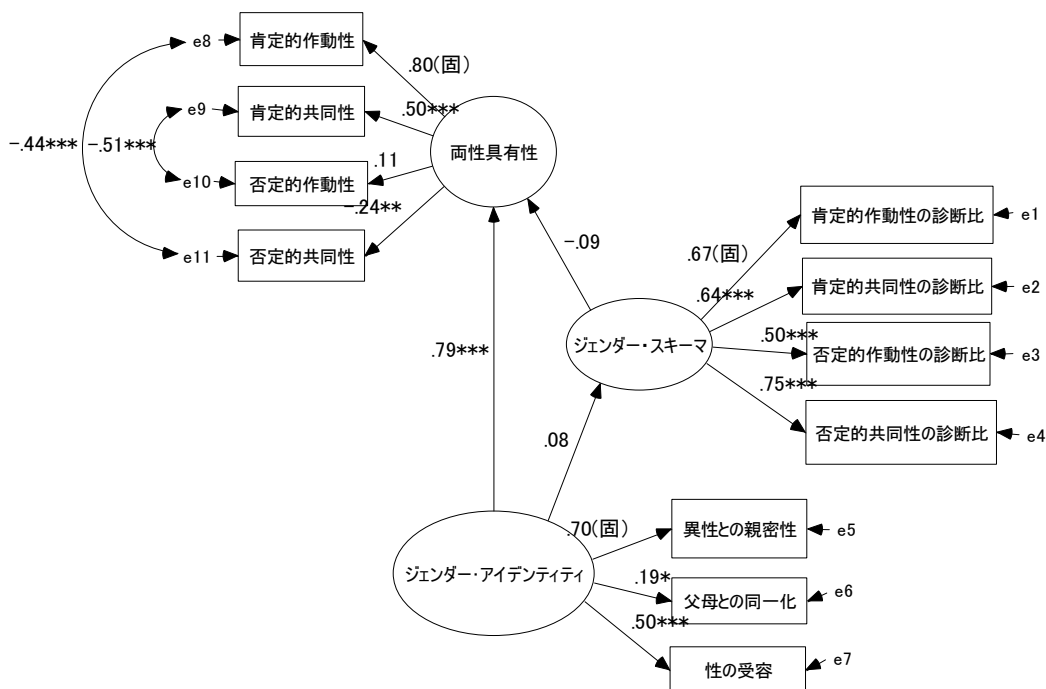 e8
肯定的作動性
.80(固)
e9
肯定的共同性
.50***
-.44***
-.51***
両性具有性
e10
否定的作動性
.11
-.24**
e11
否定的共同性
肯定的作動性の診断比
e1
-.09
.67(固)
肯定的共同性の診断比
e2
.64***
ジェンダー・スキーマ
.50***
否定的作動性の診断比
e3
.79***
.75***
否定的共同性の診断比
e4
.08
.70(固)
異性との親密性
e5
ジェンダー・アイデンティティ
.19*
父母との同一化
e6
.50***
性の受容
e7